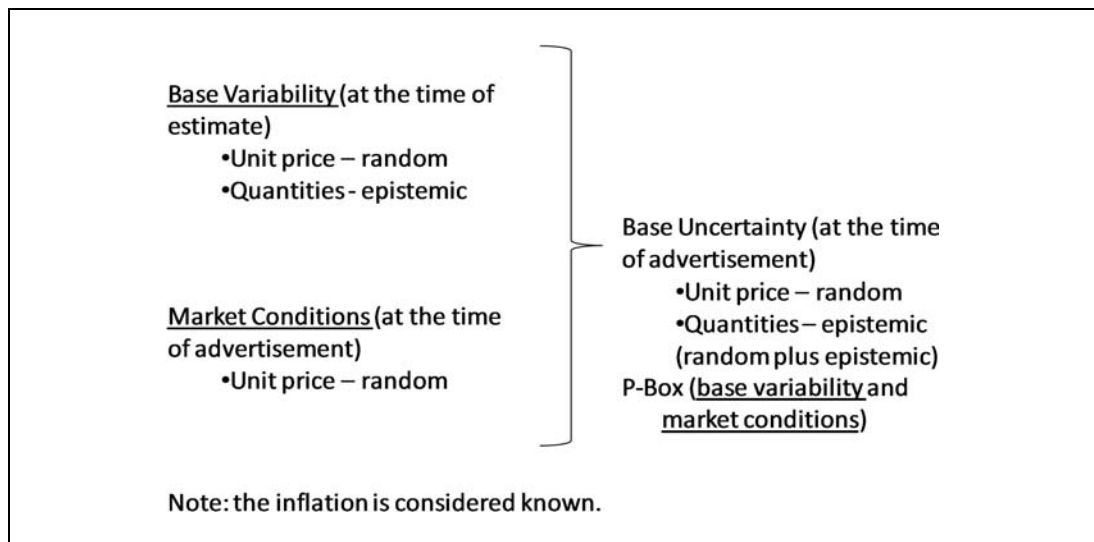 Base Variability (at the time of
estimate)
•Unit price – random
•Quantities - epistemic
Market Conditions (at the time
of advertisement)
•Unit price – random
Base Uncertainty (at the time
of advertisement)
•Unit price – random
•Quantities – epistemic
(random plus epistemic)
P-Box (base variability and
market conditions)
Note: the inflation is considered known.